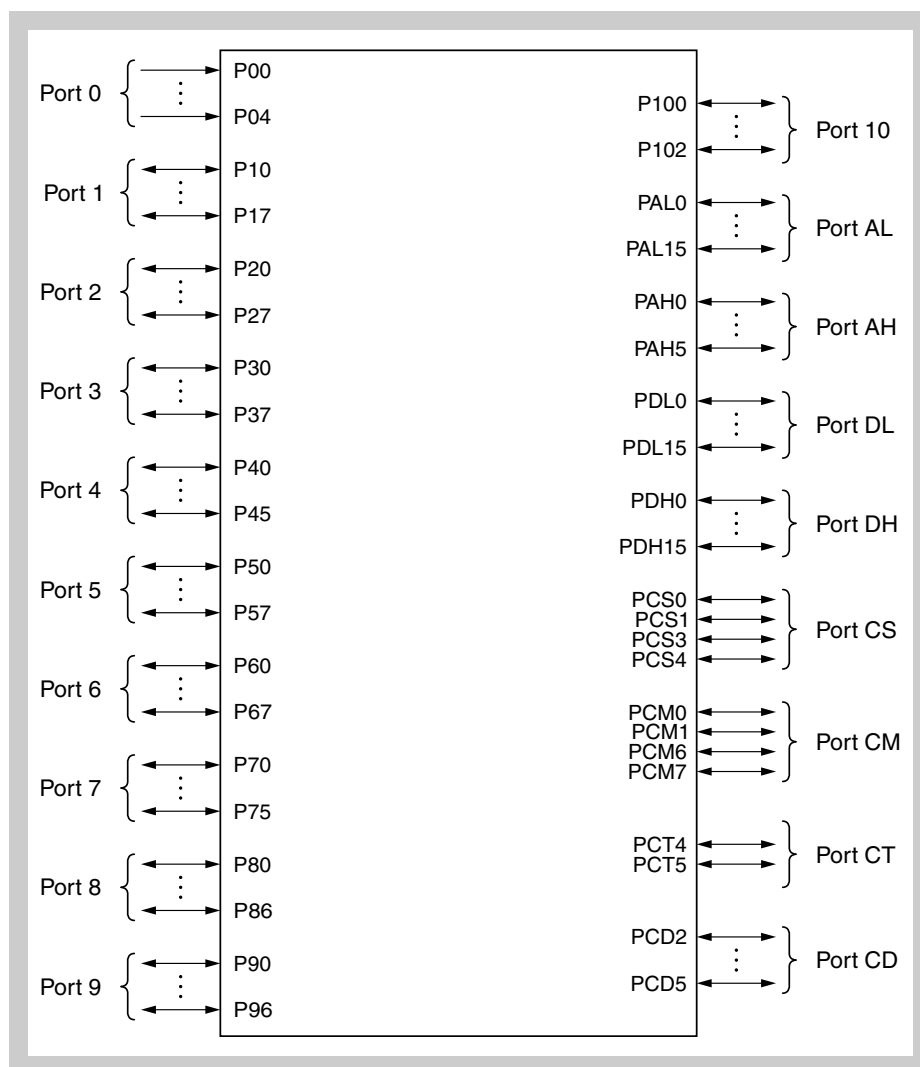 Port 0
P00
P04
Port 1
P10
P17
Port 2
P20
P27
Port 3
P30
P37
Port 4
P40
P45
Port 5
P50
P57
Port 6
P60
P67
Port 7
P70
P75
Port 8
P80
P86
Port 9
P90
P96
P100
P102
Port 10
PAL0
PAL15
Port AL
PAH0
PAH5
Port AH
PDL0
PDL15
Port DL
PDH0
PDH15
Port DH
PCS0
PCS1
PCS3
PCS4
Port CS
PCM0
PCM1
PCM6
PCM7
Port CM
PCT4
PCT5
Port CT
PCD2
PCD5
Port CD